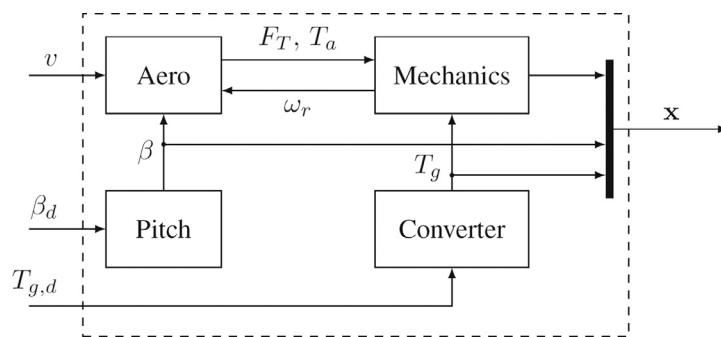 F_T, T_a
v
Aero
Mechanics
ω_r
x
β
T_g
β_d
Pitch
Converter
T_{g,d}